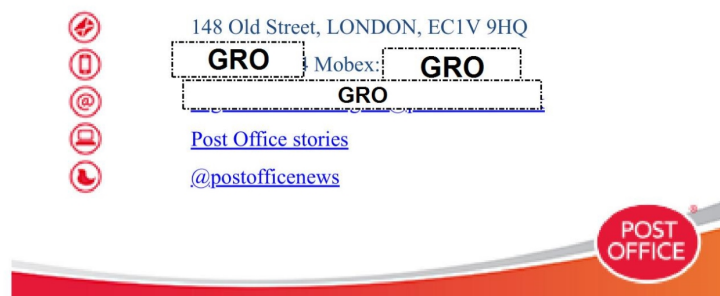 148 Old Street, LONDON, EC1V 9HQ
GRO Mobex: GRO
GRO
Post Office stories
@postofficenews
POST
OFFICE